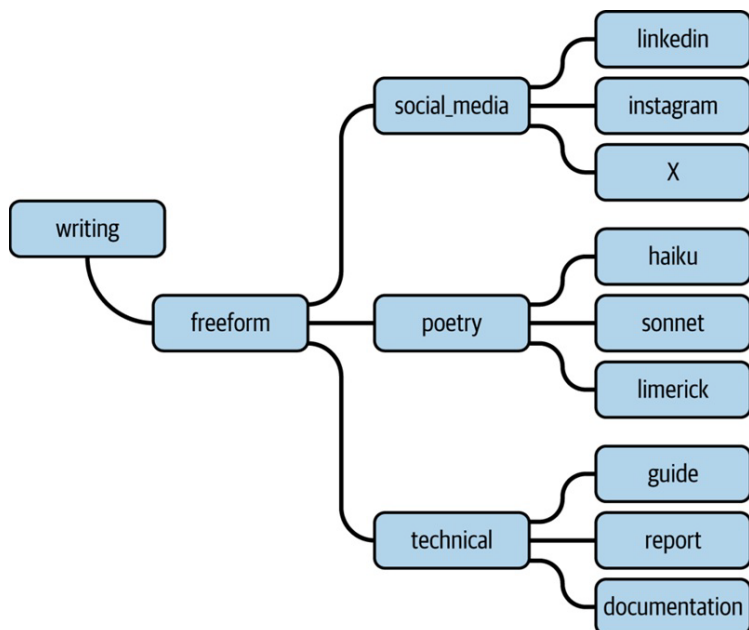 writing
freeform
social_media
linkedin
instagram
X
poetry
haiku
sonnet
limerick
technical
guide
report
documentation